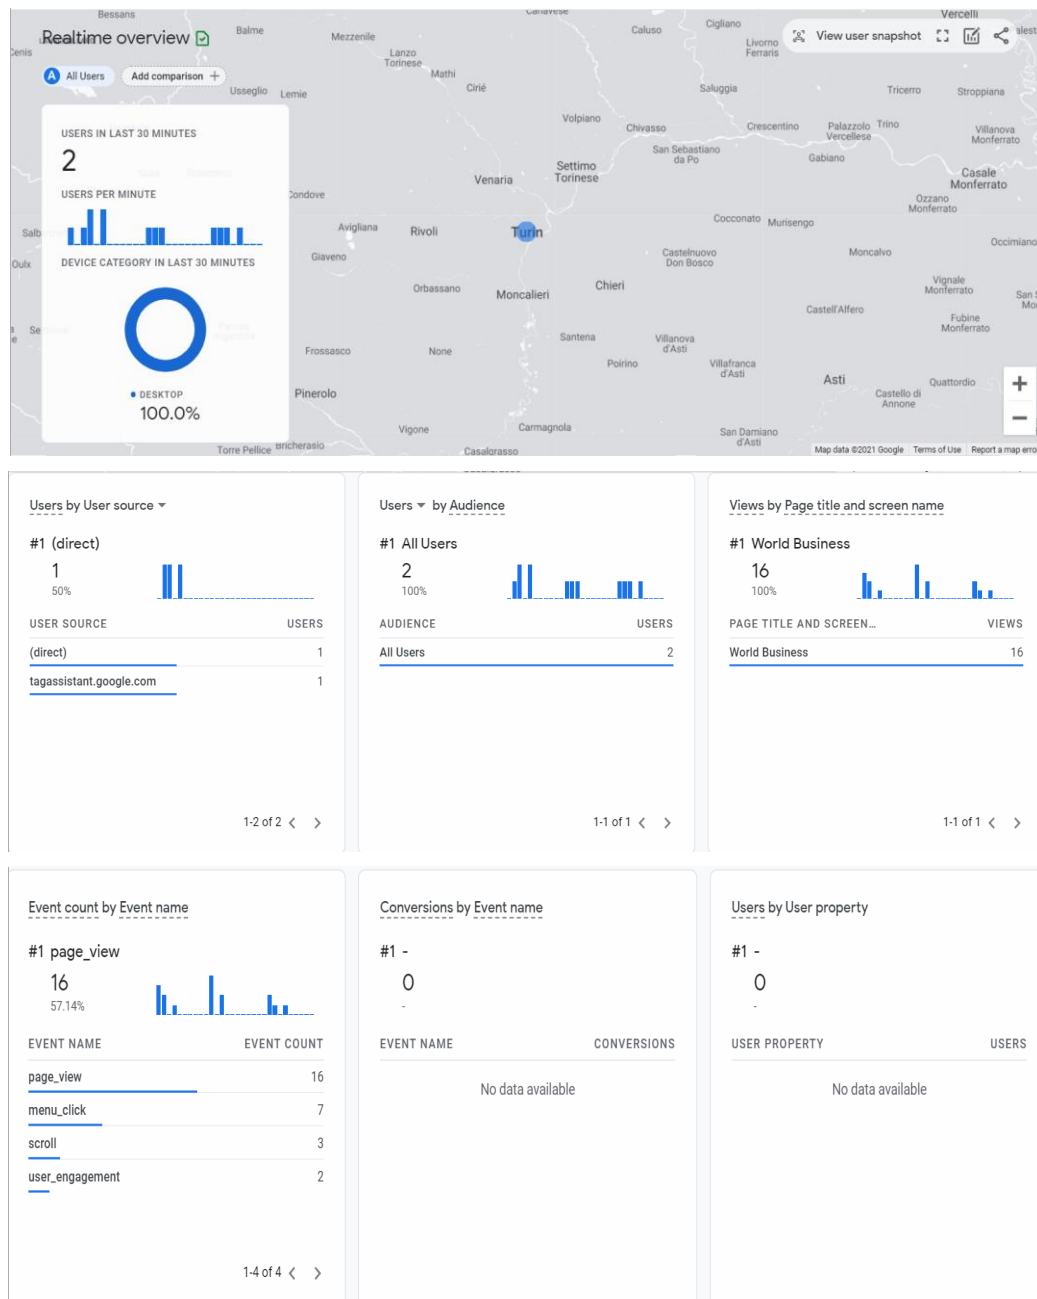 Bessans
Canavese
Vercelli
Realtime overview
Balme
Mezzenile
Caluso
Cigliano
Livorno
Ferraris
View user snapshot
Lanzo
Torinese
Mathi
A All Users
Add comparison +
Usseglio
Lemie
Cirié
Saluggia
Tricerro
Stroppiana
Volpiano
Chivasso
Crescentino
Palazzolo
Vercellese
Trino
Villanova
Monferrato
USERS IN LAST 30 MINUTES
2
San Sebastiano
da Po
Gabiano
Settimo
Torinese
Venaria
Casale
Monferrato
USERS PER MINUTE
Condove
Ozzano
Monferrato
Avigliana
Rivoli
Turin
Cocconato
Murisengo
Occimiano
Oulx
DEVICE CATEGORY IN LAST 30 MINUTES
Giaveno
Castelnuovo
Don Bosco
Moncalvo
Orbassano
Moncalieri
Chieri
Vignale
Monferrato
Castell'Alfero
Fubine
Monferrato
Santena
Villanova
d'Asti
Frossasco
None
Poirino
Villafranca
d'Asti
Asti
Quattordio
Castello di
Annone
DESKTOP
100.0%
Pinerolo
Vigone
Carmagnola
San Damiano
d'Asti
Torre Pellice
Bricherasio
Casalgrasso
Map data ©2021 Google
Terms of Use
Report a map erro
Users by User source
#1 (direct)
1
50%
USER SOURCE USERS
(direct) 1
tagassistant.google.com 1
1-2 of 2
Users by Audience
#1 All Users
2
100%
AUDIENCE USERS
All Users 2
1-1 of 1
Views by Page title and screen name
#1 World Business
16
100%
PAGE TITLE AND SCREEN... VIEWS
World Business 16
1-1 of 1
Event count by Event name
#1 page_view
16
57.14%
EVENT NAME EVENT COUNT
page_view 16
menu_click 7
scroll 3
user_engagement 2
1-4 of 4
Conversions by Event name
#1 -
0
-
EVENT NAME CONVERSIONS
No data available
Users by User property
#1 -
0
-
USER PROPERTY USERS
No data available